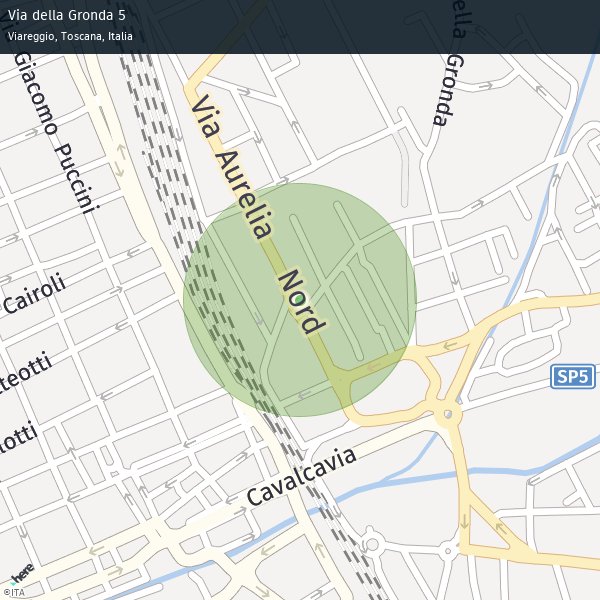 Via della Gronda 5
Viareggio, Toscana, Italia
Giacomo Puccini
Via Aurelia Nord
ella Gronda
Cairoli
teotti
lotti
SP5
Cavalcavia
here
©ITA